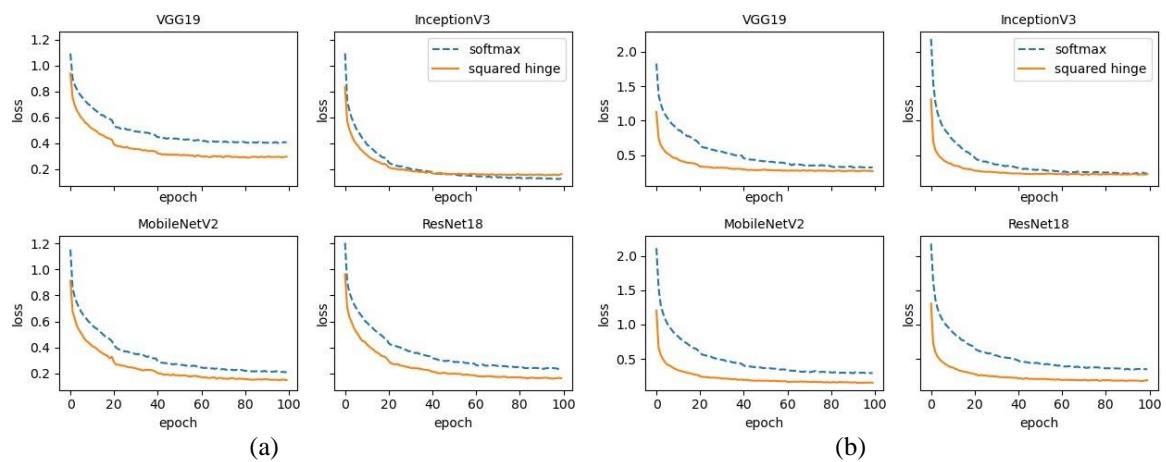 VGG19
InceptionV3
VGG19
InceptionV3
1.2
1.0
0.8
0.6
0.4
0.2
loss
epoch
softmax
squared hinge
loss
epoch
2.0
1.5
1.0
0.5
loss
epoch
softmax
squared hinge
loss
epoch
MobileNetV2
ResNet18
MobileNetV2
ResNet18
1.2
1.0
0.8
0.6
0.4
0.2
loss
0 20 40 60 80 100
epoch
loss
0 20 40 60 80 100
epoch
2.0
1.5
1.0
0.5
loss
0 20 40 60 80 100
epoch
loss
0 20 40 60 80 100
epoch
(a)
(b)